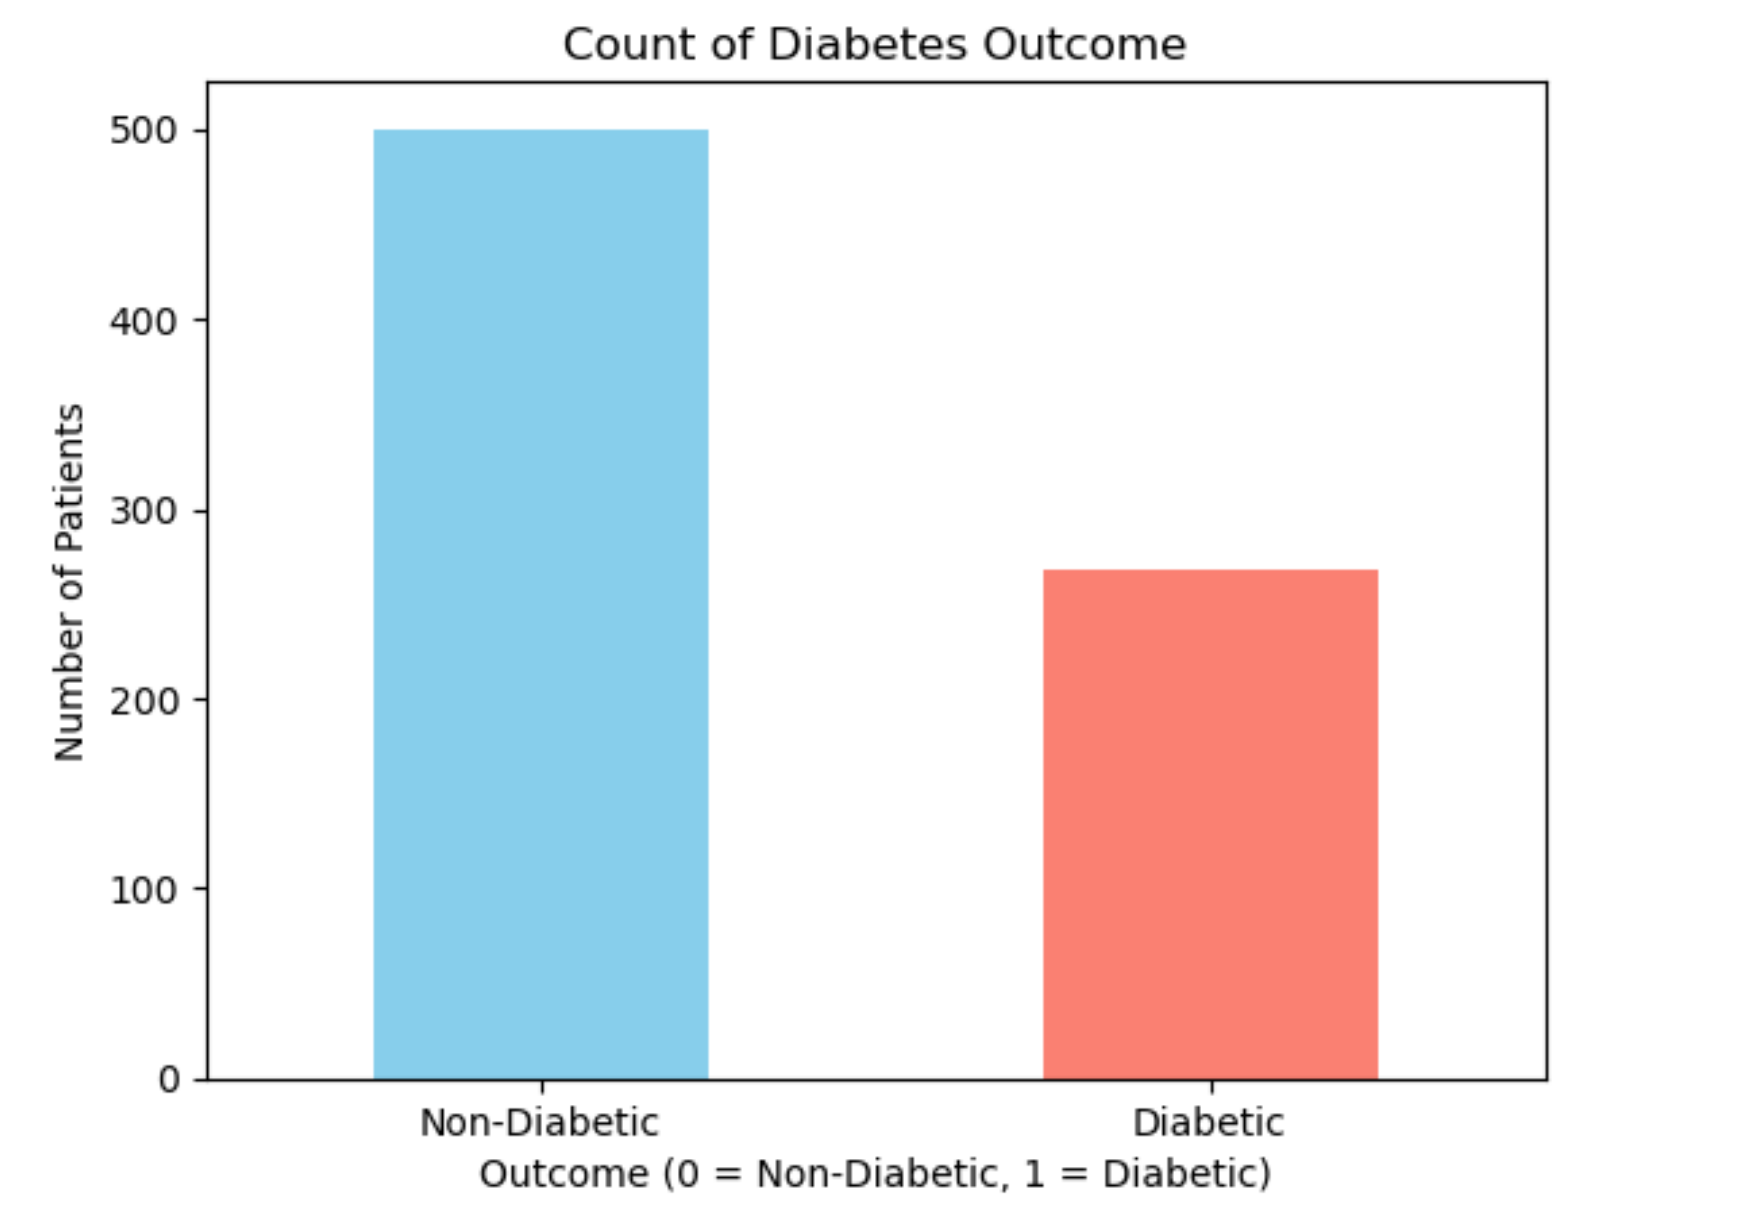 Count of Diabetes Outcome
500
400
300
200
100
0
Number of Patients
Non-Diabetic Diabetic
Outcome (0 = Non-Diabetic, 1 = Diabetic)